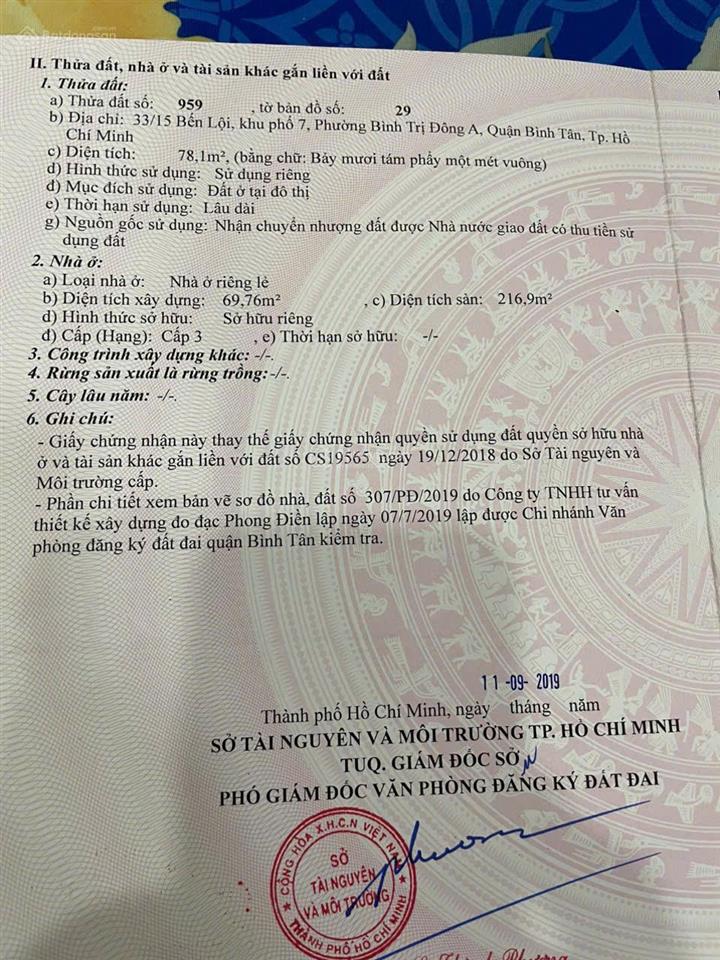 Batdongsan
II. Thửa đất, nhà ở và tài sản khác gắn liền với đất
1. Thửa đất:
a) Thửa đất số: 959 , tờ bản đồ số: 29
b) Địa chỉ: 33/15 Bến Lội, khu phố 7, Phường Bình Trị Đông A, Quận Bình Tân, Tp. Hồ
Chí Minh
c) Diện tích: 78,1m², (bằng chữ: Bảy mươi tám phẩy một mét vuông)
d) Hình thức sử dụng: Sử dụng riêng
đ) Mục đích sử dụng: Đất ở tại đô thị
e) Thời hạn sử dụng: Lâu dài
g) Nguồn gốc sử dụng: Nhận chuyển nhượng đất được Nhà nước giao đất có thu tiền sử
dụng đất
2. Nhà ở:
a) Loại nhà ở: Nhà ở riêng lẻ
b) Diện tích xây dựng: 69,76m² , c) Diện tích sàn: 216,9m²
d) Hình thức sở hữu: Sở hữu riêng
đ) Cấp (Hạng): Cấp 3 , e) Thời hạn sở hữu: -/-
3. Công trình xây dựng khác: -/-.
4. Rừng sản xuất là rừng trồng: -/-.
5. Cây lâu năm: -/-.
6. Ghi chú:
- Giấy chứng nhận này thay thế giấy chứng nhận quyền sử dụng đất quyền sở hữu nhà
ở và tài sản khác gắn liền với đất số CS19565 ngày 19/12/2018 do Sở Tài nguyên và
Môi trường cấp.
- Phần chi tiết xem bản vẽ sơ đồ nhà, đất số 307/PĐ/2019 do Công ty TNHH tư vấn
thiết kế xây dựng đo đạc Phong Điền lập ngày 07/7/2019 lập được Chi nhánh Văn
phòng đăng ký đất đai quận Bình Tân kiểm tra.
11 -09- 2019
Thành phố Hồ Chí Minh, ngày tháng năm
SỞ TÀI NGUYÊN VÀ MÔI TRƯỜNG TP. HỒ CHÍ MINH
TUQ. GIÁM ĐỐC SỞ
PHÓ GIÁM ĐỐC VĂN PHÒNG ĐĂNG KÝ ĐẤT ĐAI
CỘNG HÒA X.H.C.N VIỆT NAM
SỞ
TÀI NGUYÊN
VÀ MÔI TRƯỜNG
THÀNH PHỐ HỒ CHÍ MINH